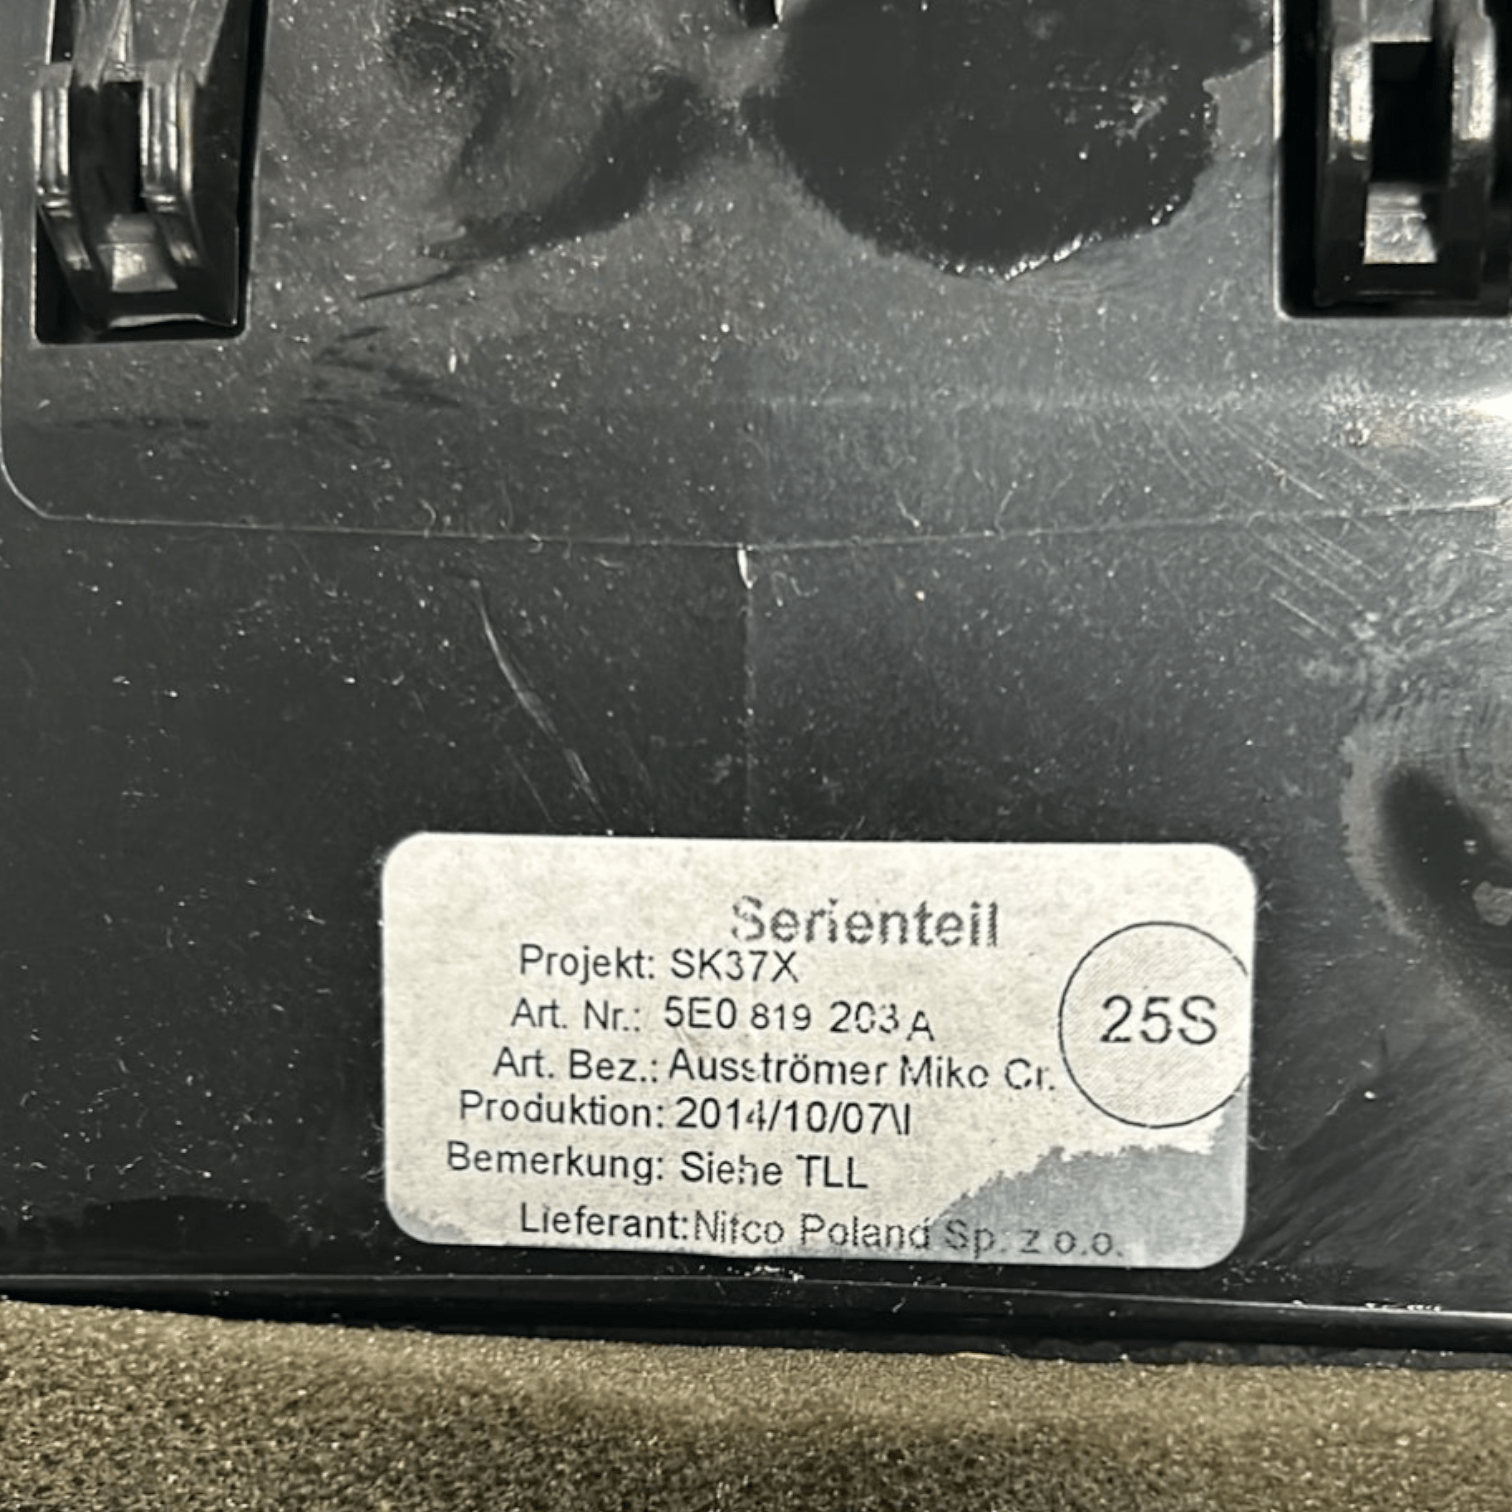 Serienteil
Projekt: SK37X
Art. Nr.: 5E0 819 203 A
25S
Art. Bez.: Ausströmer Miko Cr.
Produktion: 2014/10/07\I
Bemerkung: Siehe TLL
Lieferant: Nifco Poland Sp. z o.o.